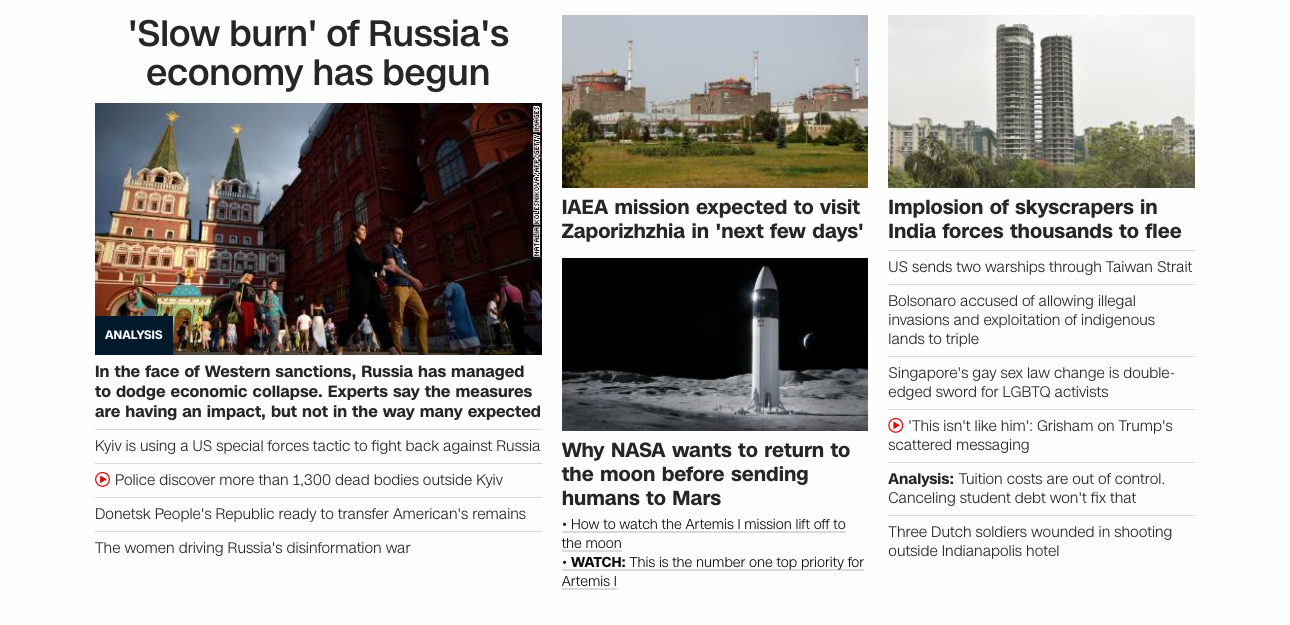 'Slow burn' of Russia's
economy has begun
NATALIA KOLESNIKOVA/AFP/GETTY IMAGES
ANALYSIS
In the face of Western sanctions, Russia has managed
to dodge economic collapse. Experts say the measures
are having an impact, but not in the way many expected
Kyiv is using a US special forces tactic to fight back against Russia
Police discover more than 1,300 dead bodies outside Kyiv
Donetsk People's Republic ready to transfer American's remains
The women driving Russia's disinformation war
IAEA mission expected to visit
Zaporizhzhia in 'next few days'
Why NASA wants to return to
the moon before sending
humans to Mars
• How to watch the Artemis I mission lift off to
the moon
• WATCH: This is the number one top priority for
Artemis I
Implosion of skyscrapers in
India forces thousands to flee
US sends two warships through Taiwan Strait
Bolsonaro accused of allowing illegal
invasions and exploitation of indigenous
lands to triple
Singapore's gay sex law change is double-
edged sword for LGBTQ activists
'This isn't like him': Grisham on Trump's
scattered messaging
Analysis: Tuition costs are out of control.
Canceling student debt won't fix that
Three Dutch soldiers wounded in shooting
outside Indianapolis hotel